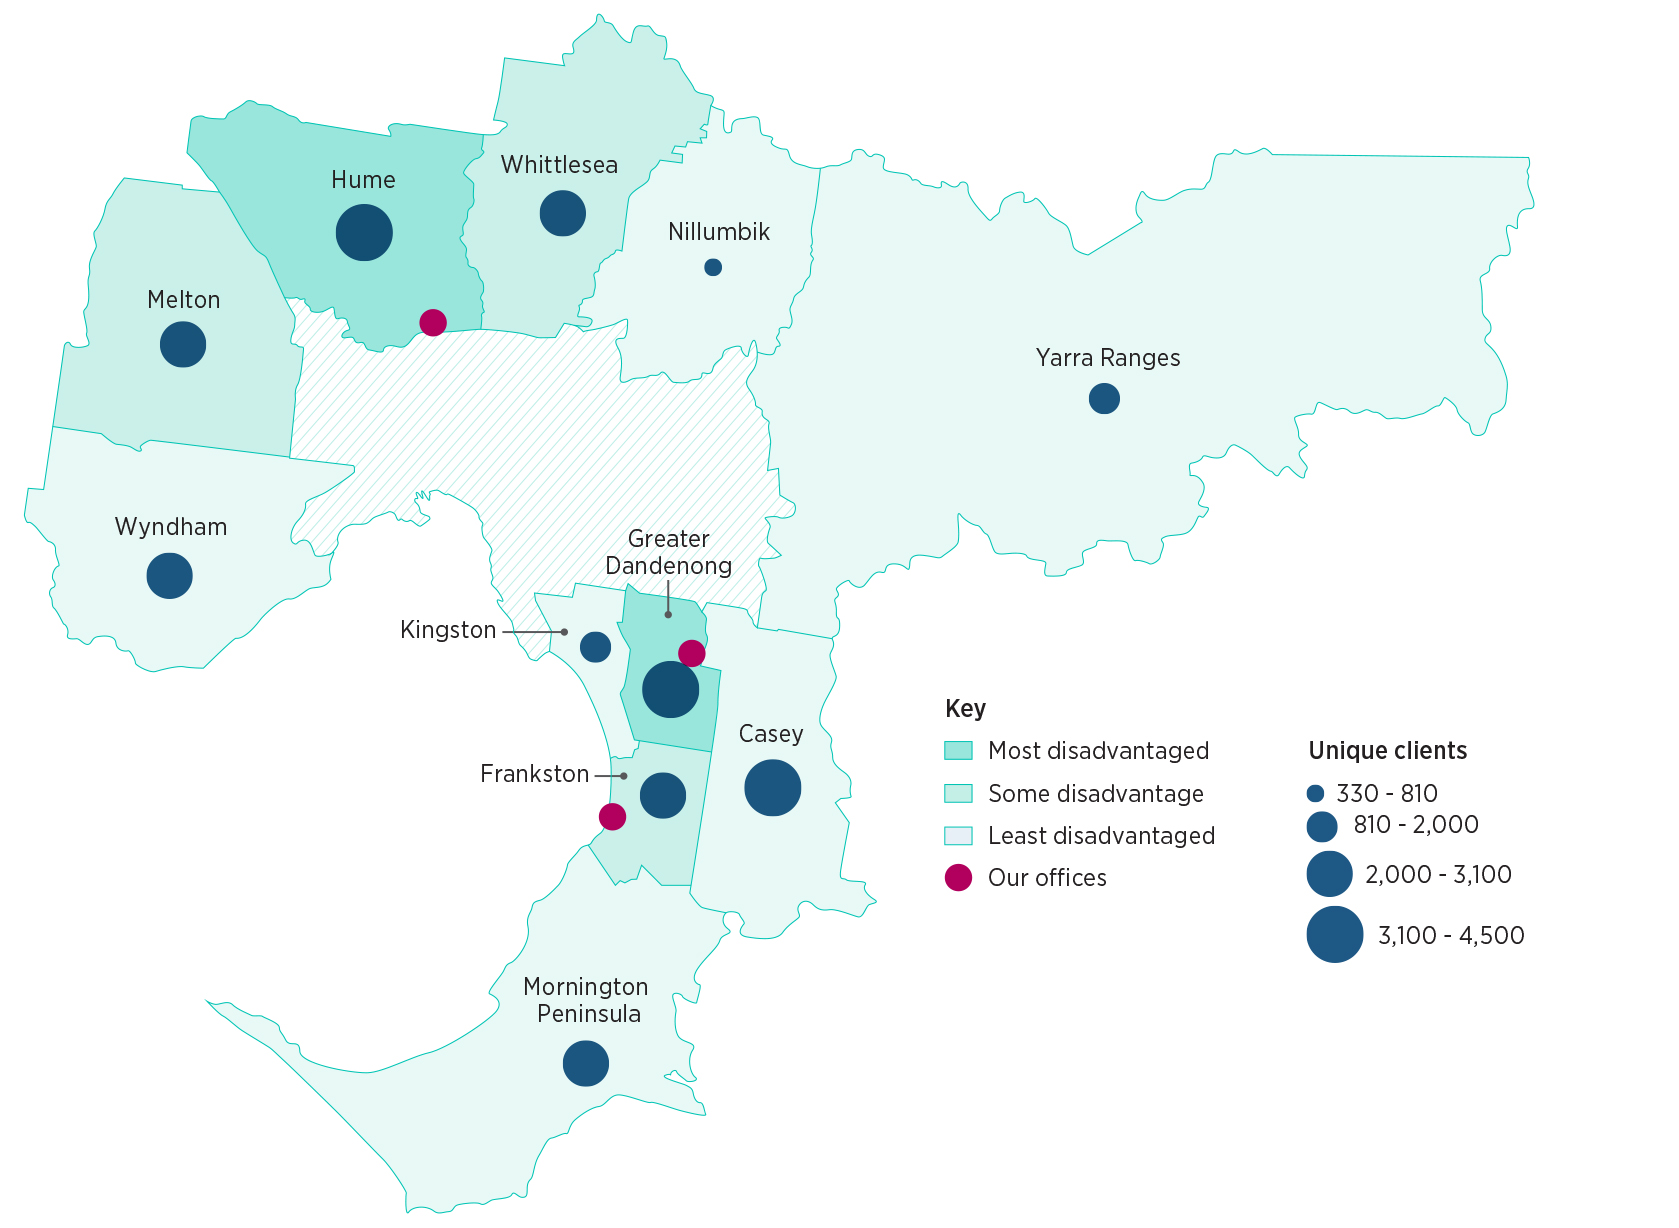 Whittlesea
Hume
Nillumbik
Melton
Yarra Ranges
Wyndham
Greater
Dandenong
Kingston
Casey
Frankston
Mornington
Peninsula
Key
Most disadvantaged
Some disadvantage
Least disadvantaged
Our offices
Unique clients
330 - 810
810 - 2,000
2,000 - 3,100
3,100 - 4,500